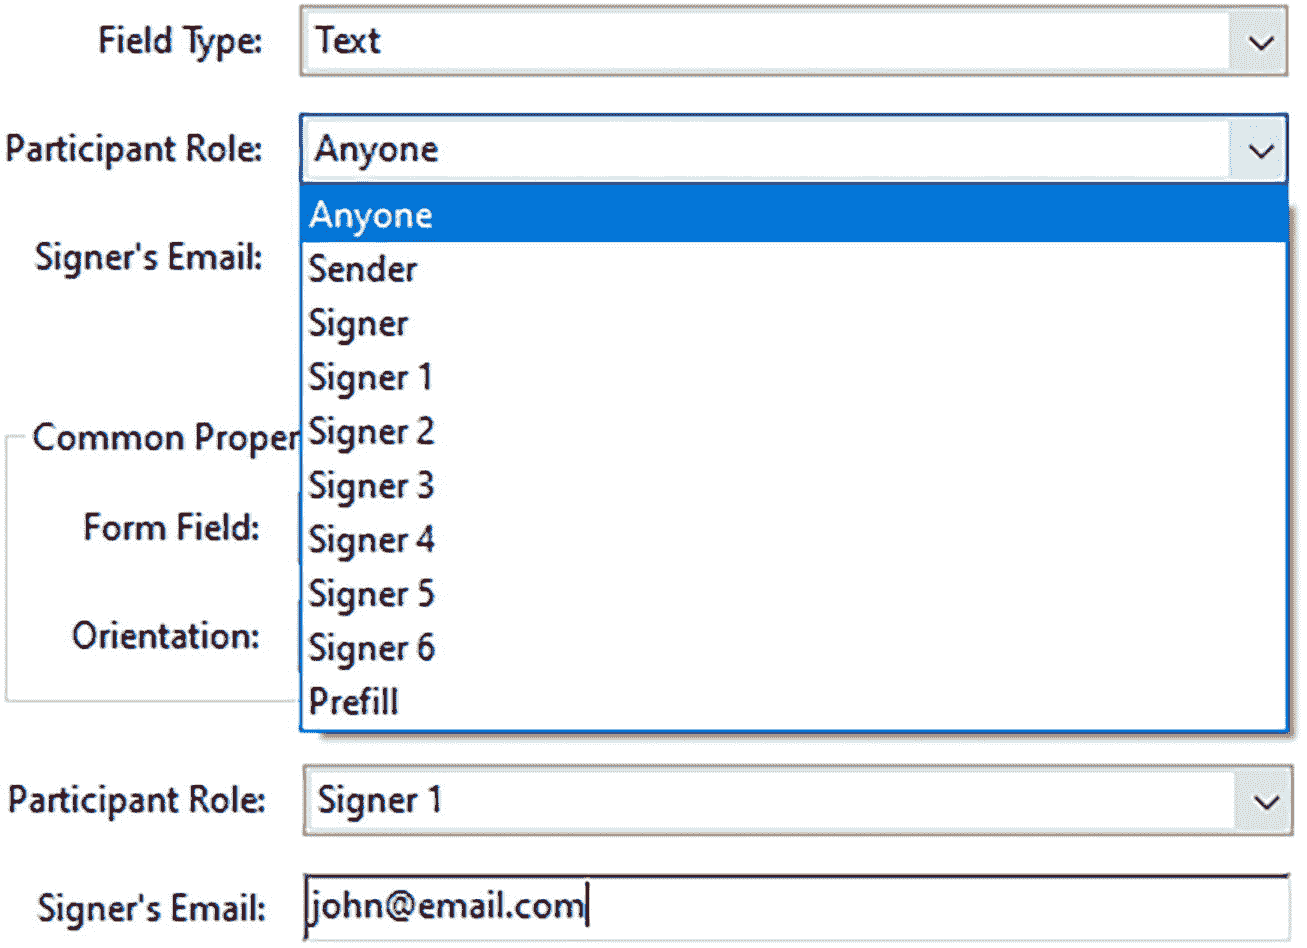 Field Type: Text
Participant Role: Anyone
Anyone
Signer's Email:
Sender
Signer
Signer 1
Common Proper
Signer 2
Signer 3
Form Field:
Signer 4
Signer 5
Orientation:
Signer 6
Prefill
Participant Role: Signer 1
Signer's Email: john@email.com